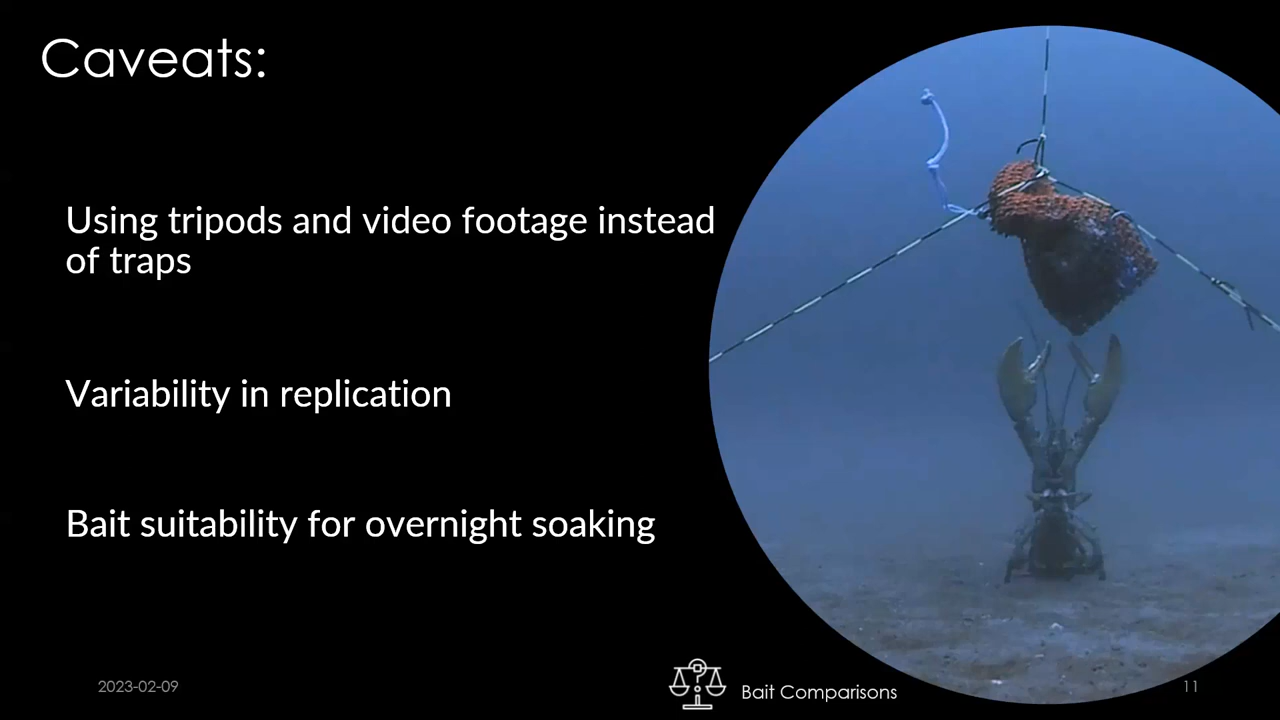 Caveats:
Using tripods and video footage instead
of traps
Variability in replication
Bait suitability for overnight soaking
2023-02-09
?
Bait Comparisons
11